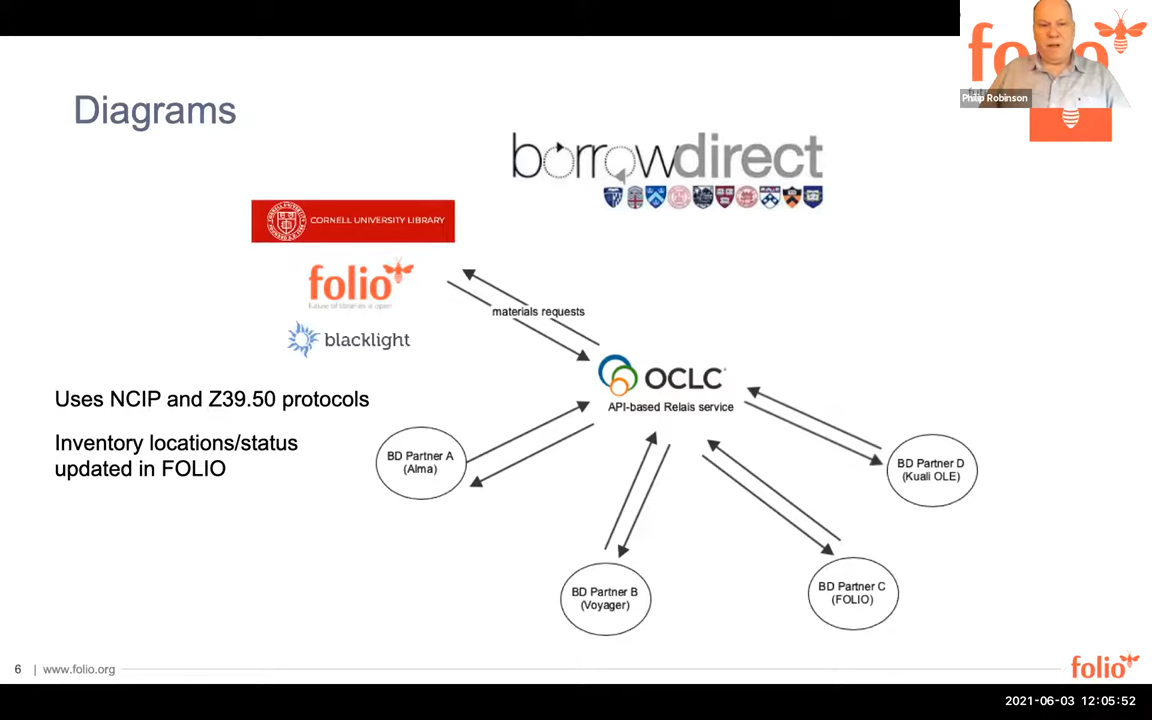 folio
Philip Robinson
Diagrams
borrowdirect
CORNELL UNIVERSITY LIBRARY
folio
future of libraries is open
blacklight
materials requests
OCLC
API-based Relais service
Uses NCIP and Z39.50 protocols
Inventory locations/status
updated in FOLIO
BD Partner A
(Alma)
BD Partner B
(Voyager)
BD Partner C
(FOLIO)
BD Partner D
(Kuali OLE)
6 | www.folio.org
folio
2021-06-03 12:05:52